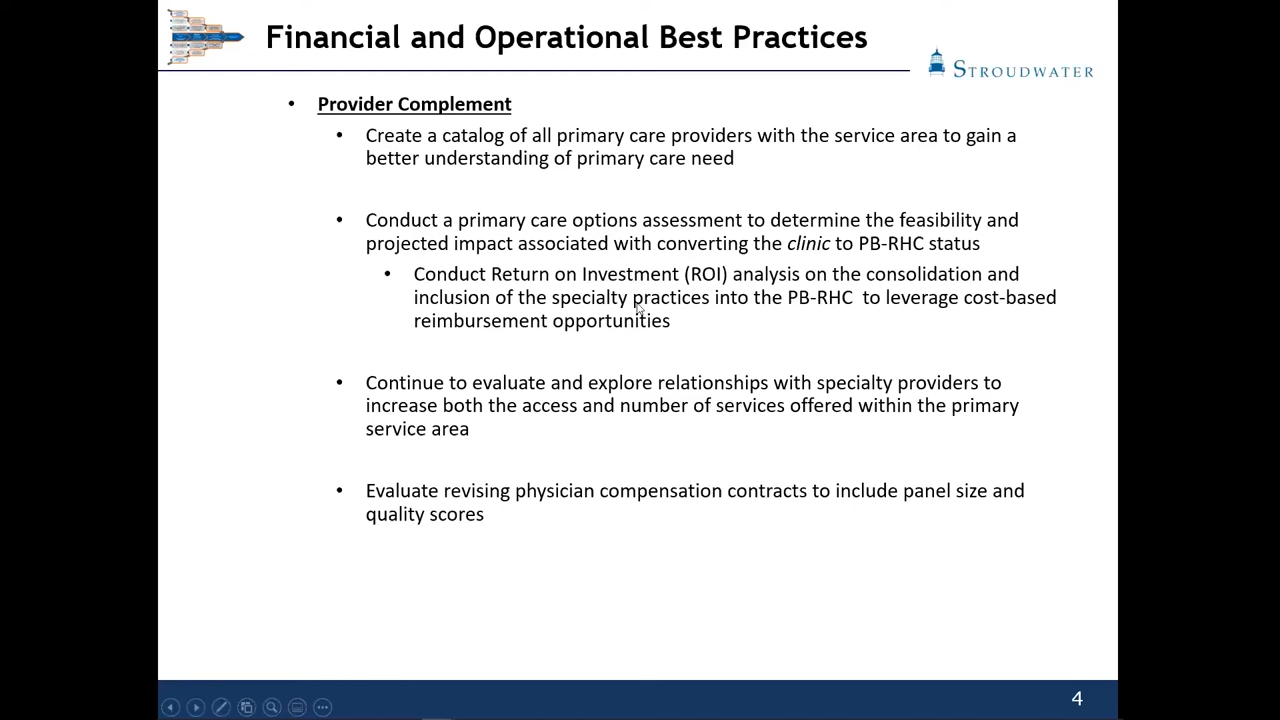 Financial and Operational Best Practices
STROUDWATER
• Provider Complement
• Create a catalog of all primary care providers with the service area to gain a
better understanding of primary care need
• Conduct a primary care options assessment to determine the feasibility and
projected impact associated with converting the clinic to PB-RHC status
• Conduct Return on Investment (ROI) analysis on the consolidation and
inclusion of the specialty practices into the PB-RHC to leverage cost-based
reimbursement opportunities
• Continue to evaluate and explore relationships with specialty providers to
increase both the access and number of services offered within the primary
service area
• Evaluate revising physician compensation contracts to include panel size and
quality scores
4